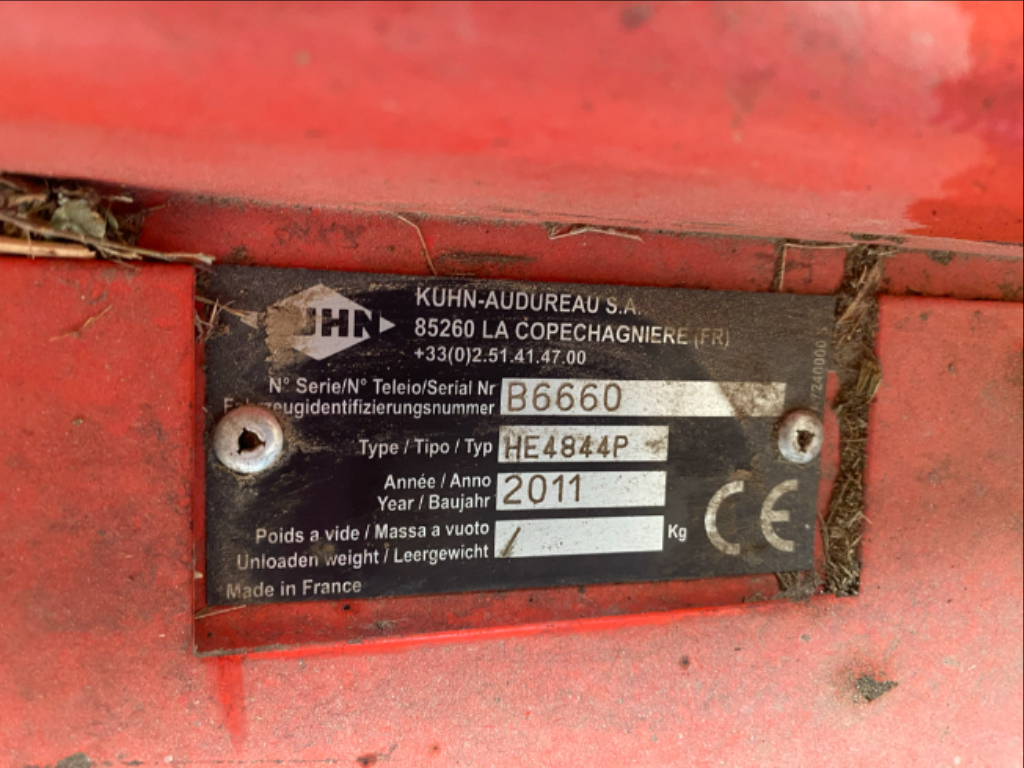 KUHN-AUDUREAU S.A.
85260 LA COPECHAGNIERE (FR)
+33(0)2.51.41.47.00
N° Serie/N° Teleio/Serial Nr
Fahrzeugidentifizierungsnummer
B6660
Type / Tipo / Typ HE4844P
Année / Anno
Year / Baujahr
2011
Poids a vide / Massa a vuoto
Unloaden weight / Leergewicht
/ Kg
CE
Made in France